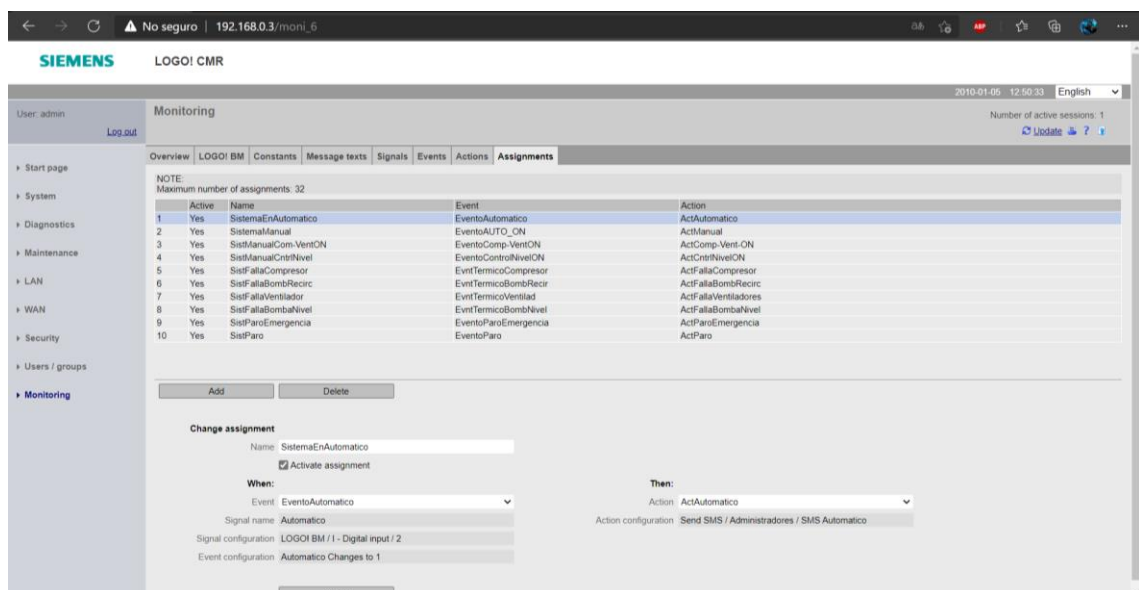 No seguro | 192.168.0.3/moni_6
SIEMENS LOGO! CMR
2010-01-05 12:50:33 English
User: admin
Log out
Monitoring
Number of active sessions: 1
Update ?
Overview LOGO! BM Constants Message texts Signals Events Actions Assignments
Start page
System
Diagnostics
Maintenance
LAN
WAN
Security
Users / groups
Monitoring
NOTE:
Maximum number of assignments: 32
Active Name Event Action
1 Yes SistemaEnAutomatico EventoAutomatico ActAutomatico
2 Yes SistemaManual EventoAUTO_ON ActManual
3 Yes SistManualCom-VentON EventoComp-VentON ActComp-Vent-ON
4 Yes SistManualCntrlNivel EventoControlNivelON ActCntrlNivelON
5 Yes SistFallaCompresor EvntTermicoCompresor ActFallaCompresor
6 Yes SistFallaBombRecirc EvntTermicoBombRecir ActFallaBombaRecirc
7 Yes SistFallaVentilador EvntTermicoVentilad ActFallaVentiladores
8 Yes SistFallaBombaNivel EvntTermicoBombNivel ActFallaBombaNivel
9 Yes SistParoEmergencia EventoParoEmergencia ActParoEmergencia
10 Yes SistParo EventoParo ActParo
Add Delete
Change assignment
Name SistemaEnAutomatico
Activate assignment
When: Then:
Event EventoAutomatico Action ActAutomatico
Signal name Automatico Action configuration Send SMS / Administradores / SMS Automatico
Signal configuration LOGO! BM / I - Digital input / 2
Event configuration Automatico Changes to 1